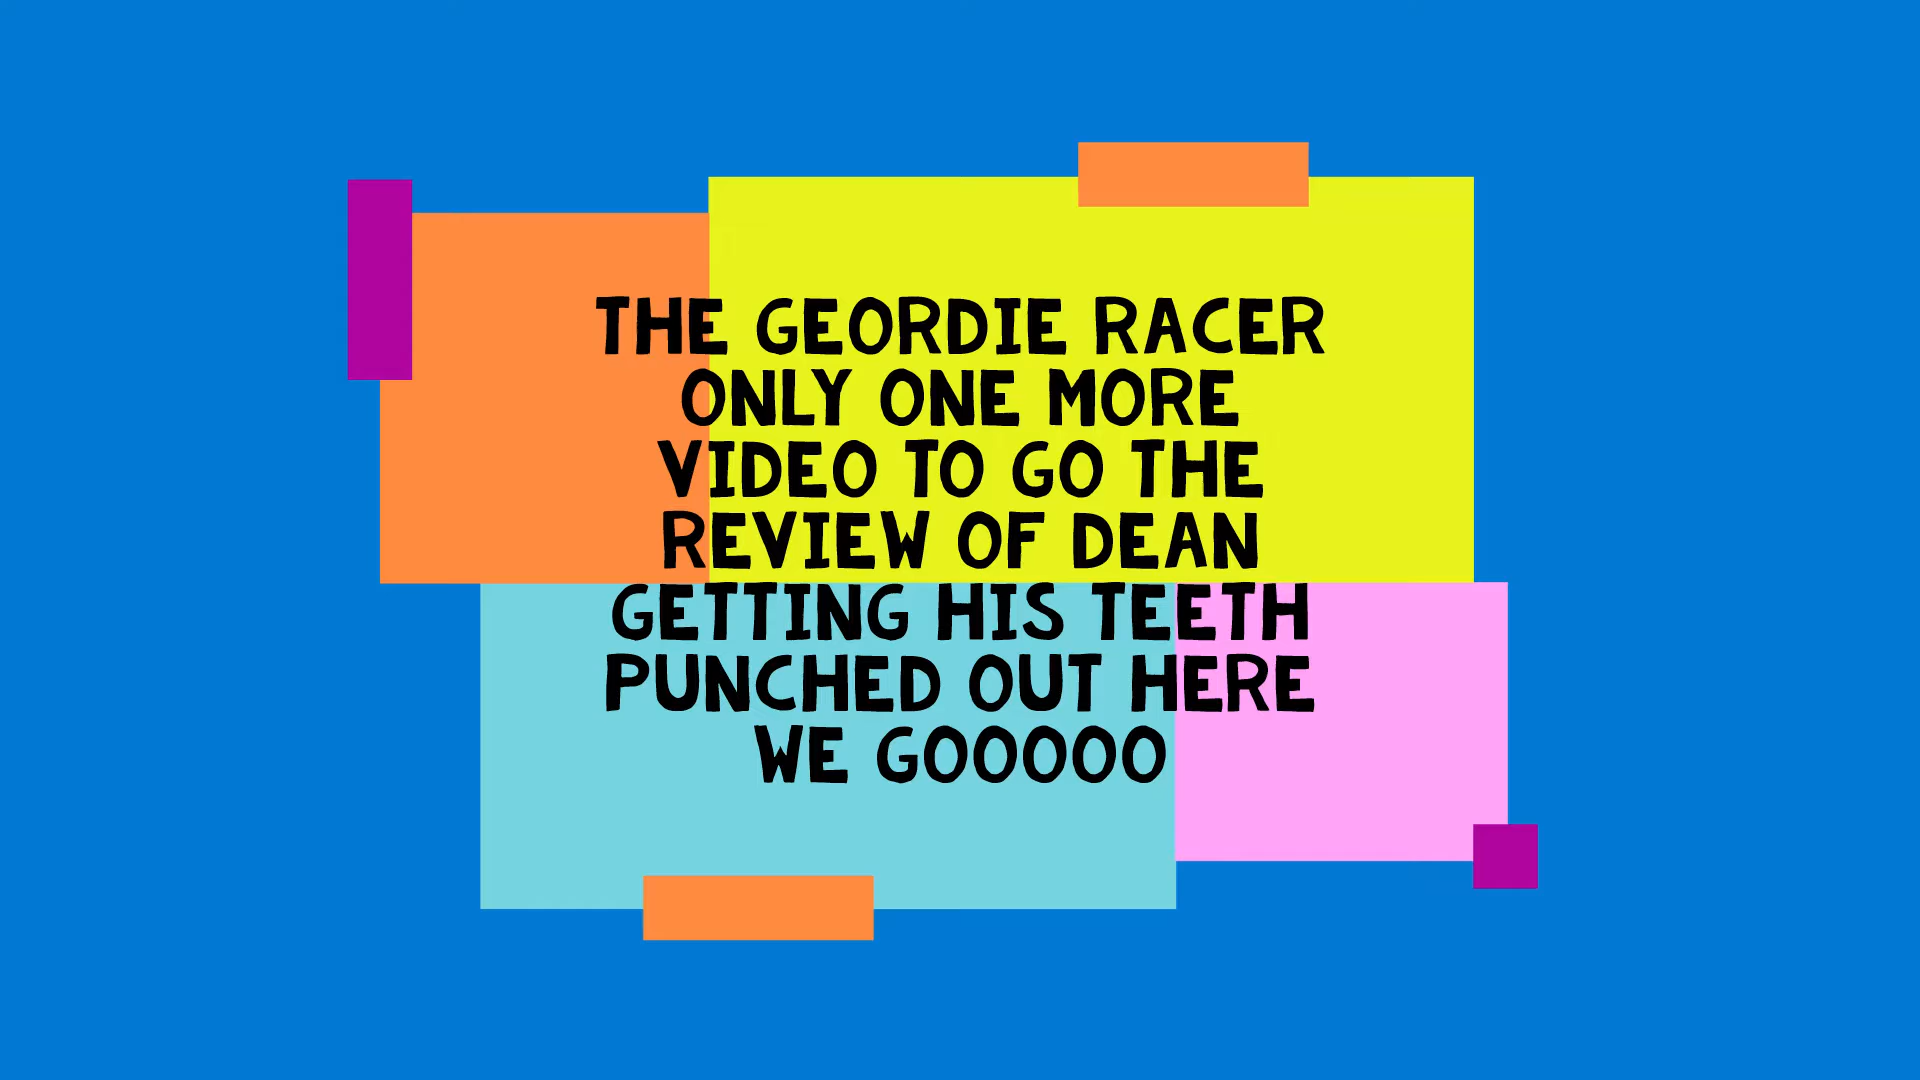 THE GEORDIE RACER
ONLY ONE MORE
VIDEO TO GO THE
REVIEW OF DEAN
GETTING HIS TEETH
PUNCHED OUT HERE
WE GOOOOO